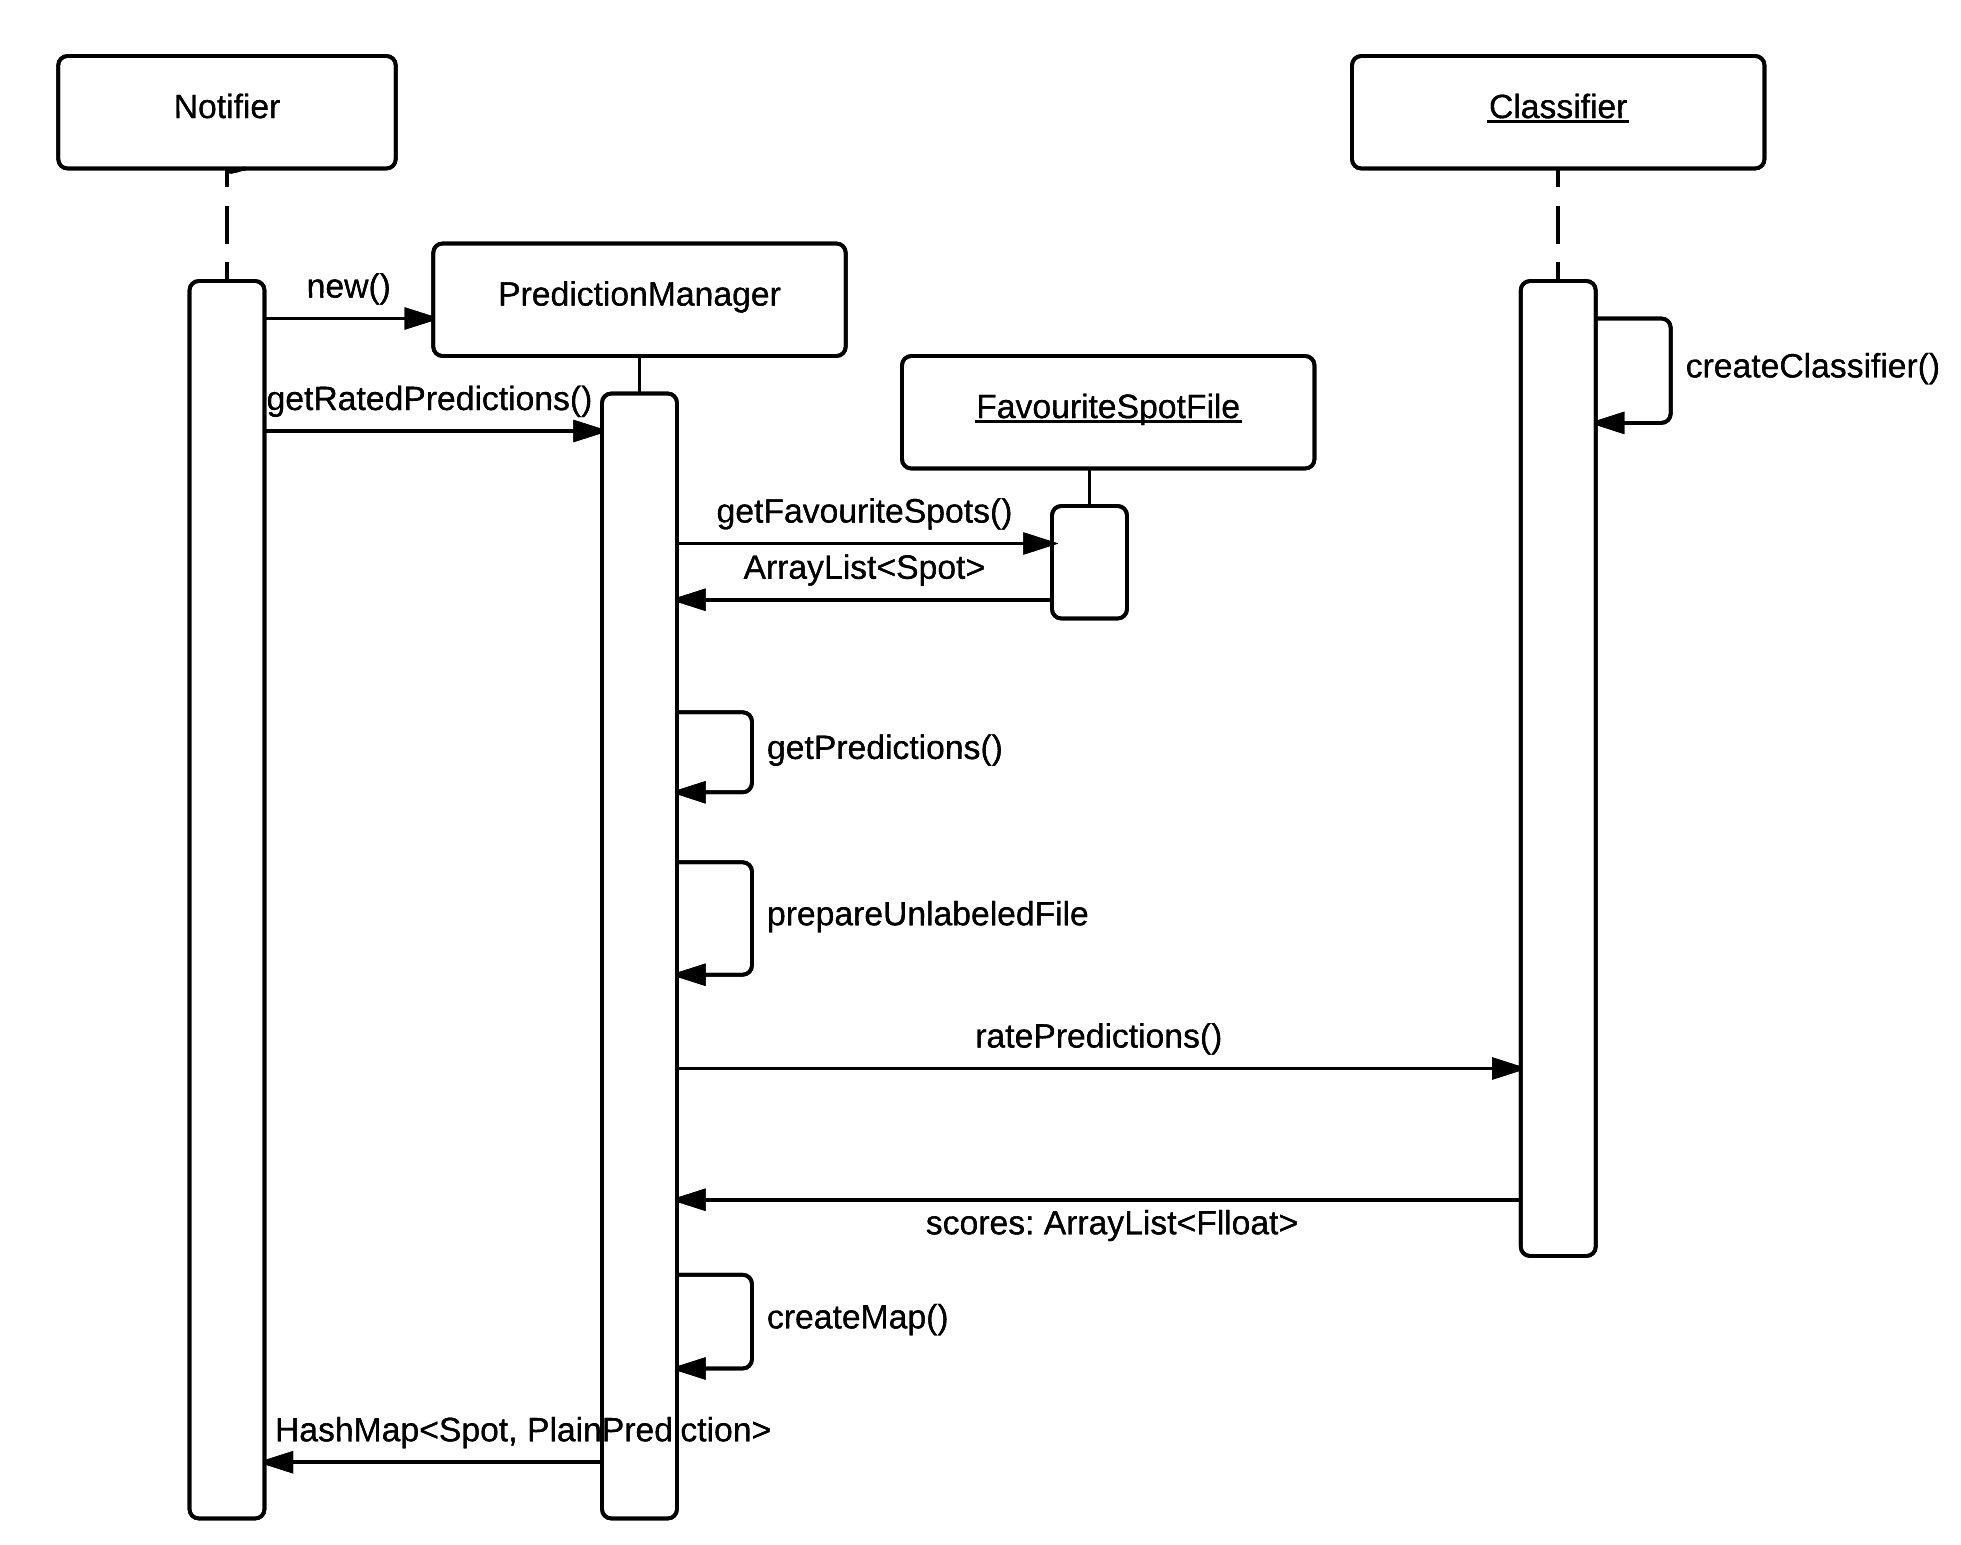 Notifier
Classifier
new()
PredictionManager
createClassifier()
getRatedPredictions()
FavouriteSpotFile
getFavouriteSpots()
ArrayList<Spot>
getPredictions()
prepareUnlabeledFile
ratePredictions()
scores: ArrayList<Flloat>
createMap()
HashMap<Spot, PlainPrediction>